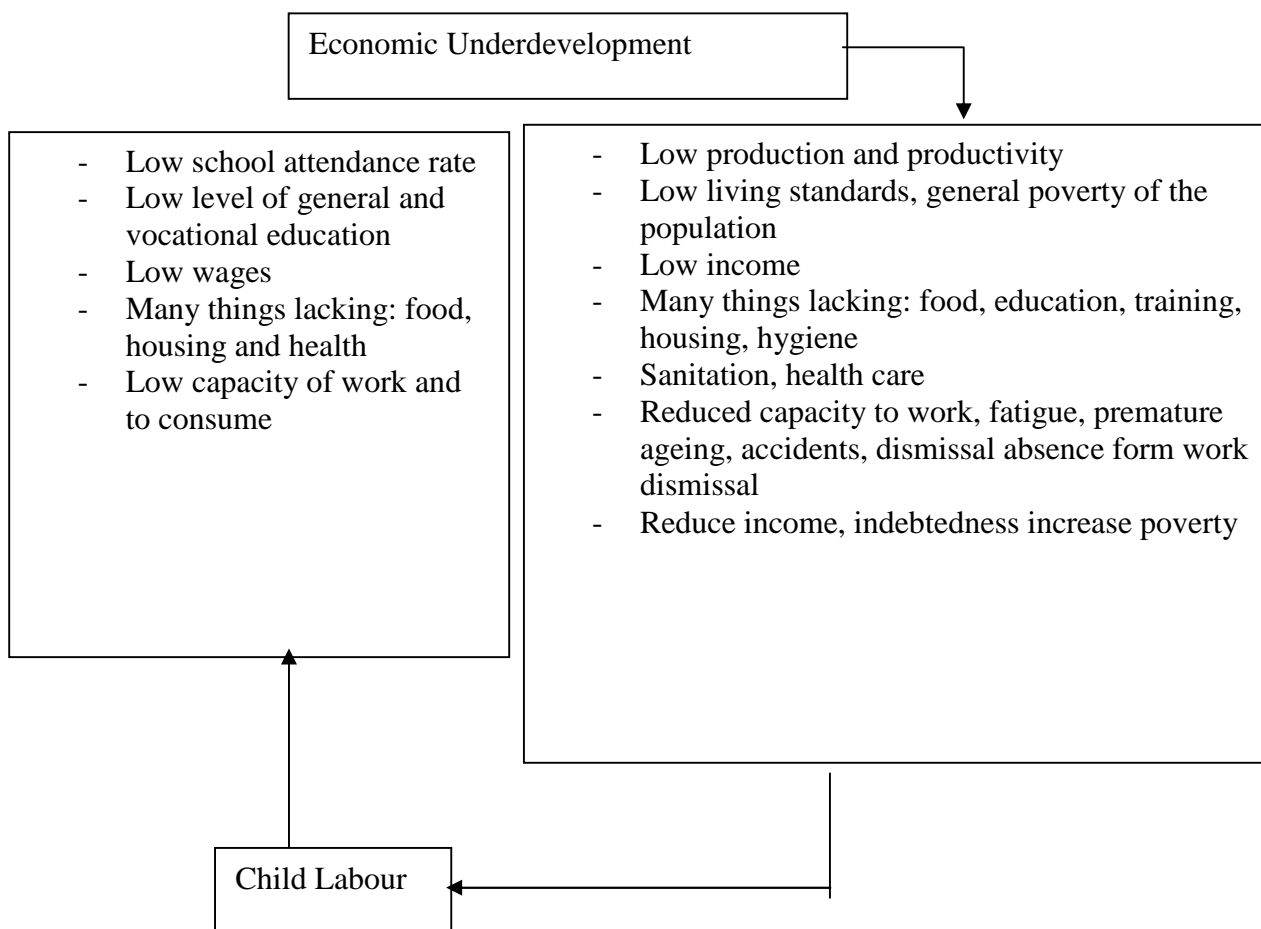 Economic Underdevelopment
- Low school attendance rate
- Low level of general and
vocational education
- Low wages
- Many things lacking: food,
housing and health
- Low capacity of work and
to consume
- Low production and productivity
- Low living standards, general poverty of the
population
- Low income
- Many things lacking: food, education, training,
housing, hygiene
- Sanitation, health care
- Reduced capacity to work, fatigue, premature
ageing, accidents, dismissal absence form work
dismissal
- Reduce income, indebtedness increase poverty
Child Labour